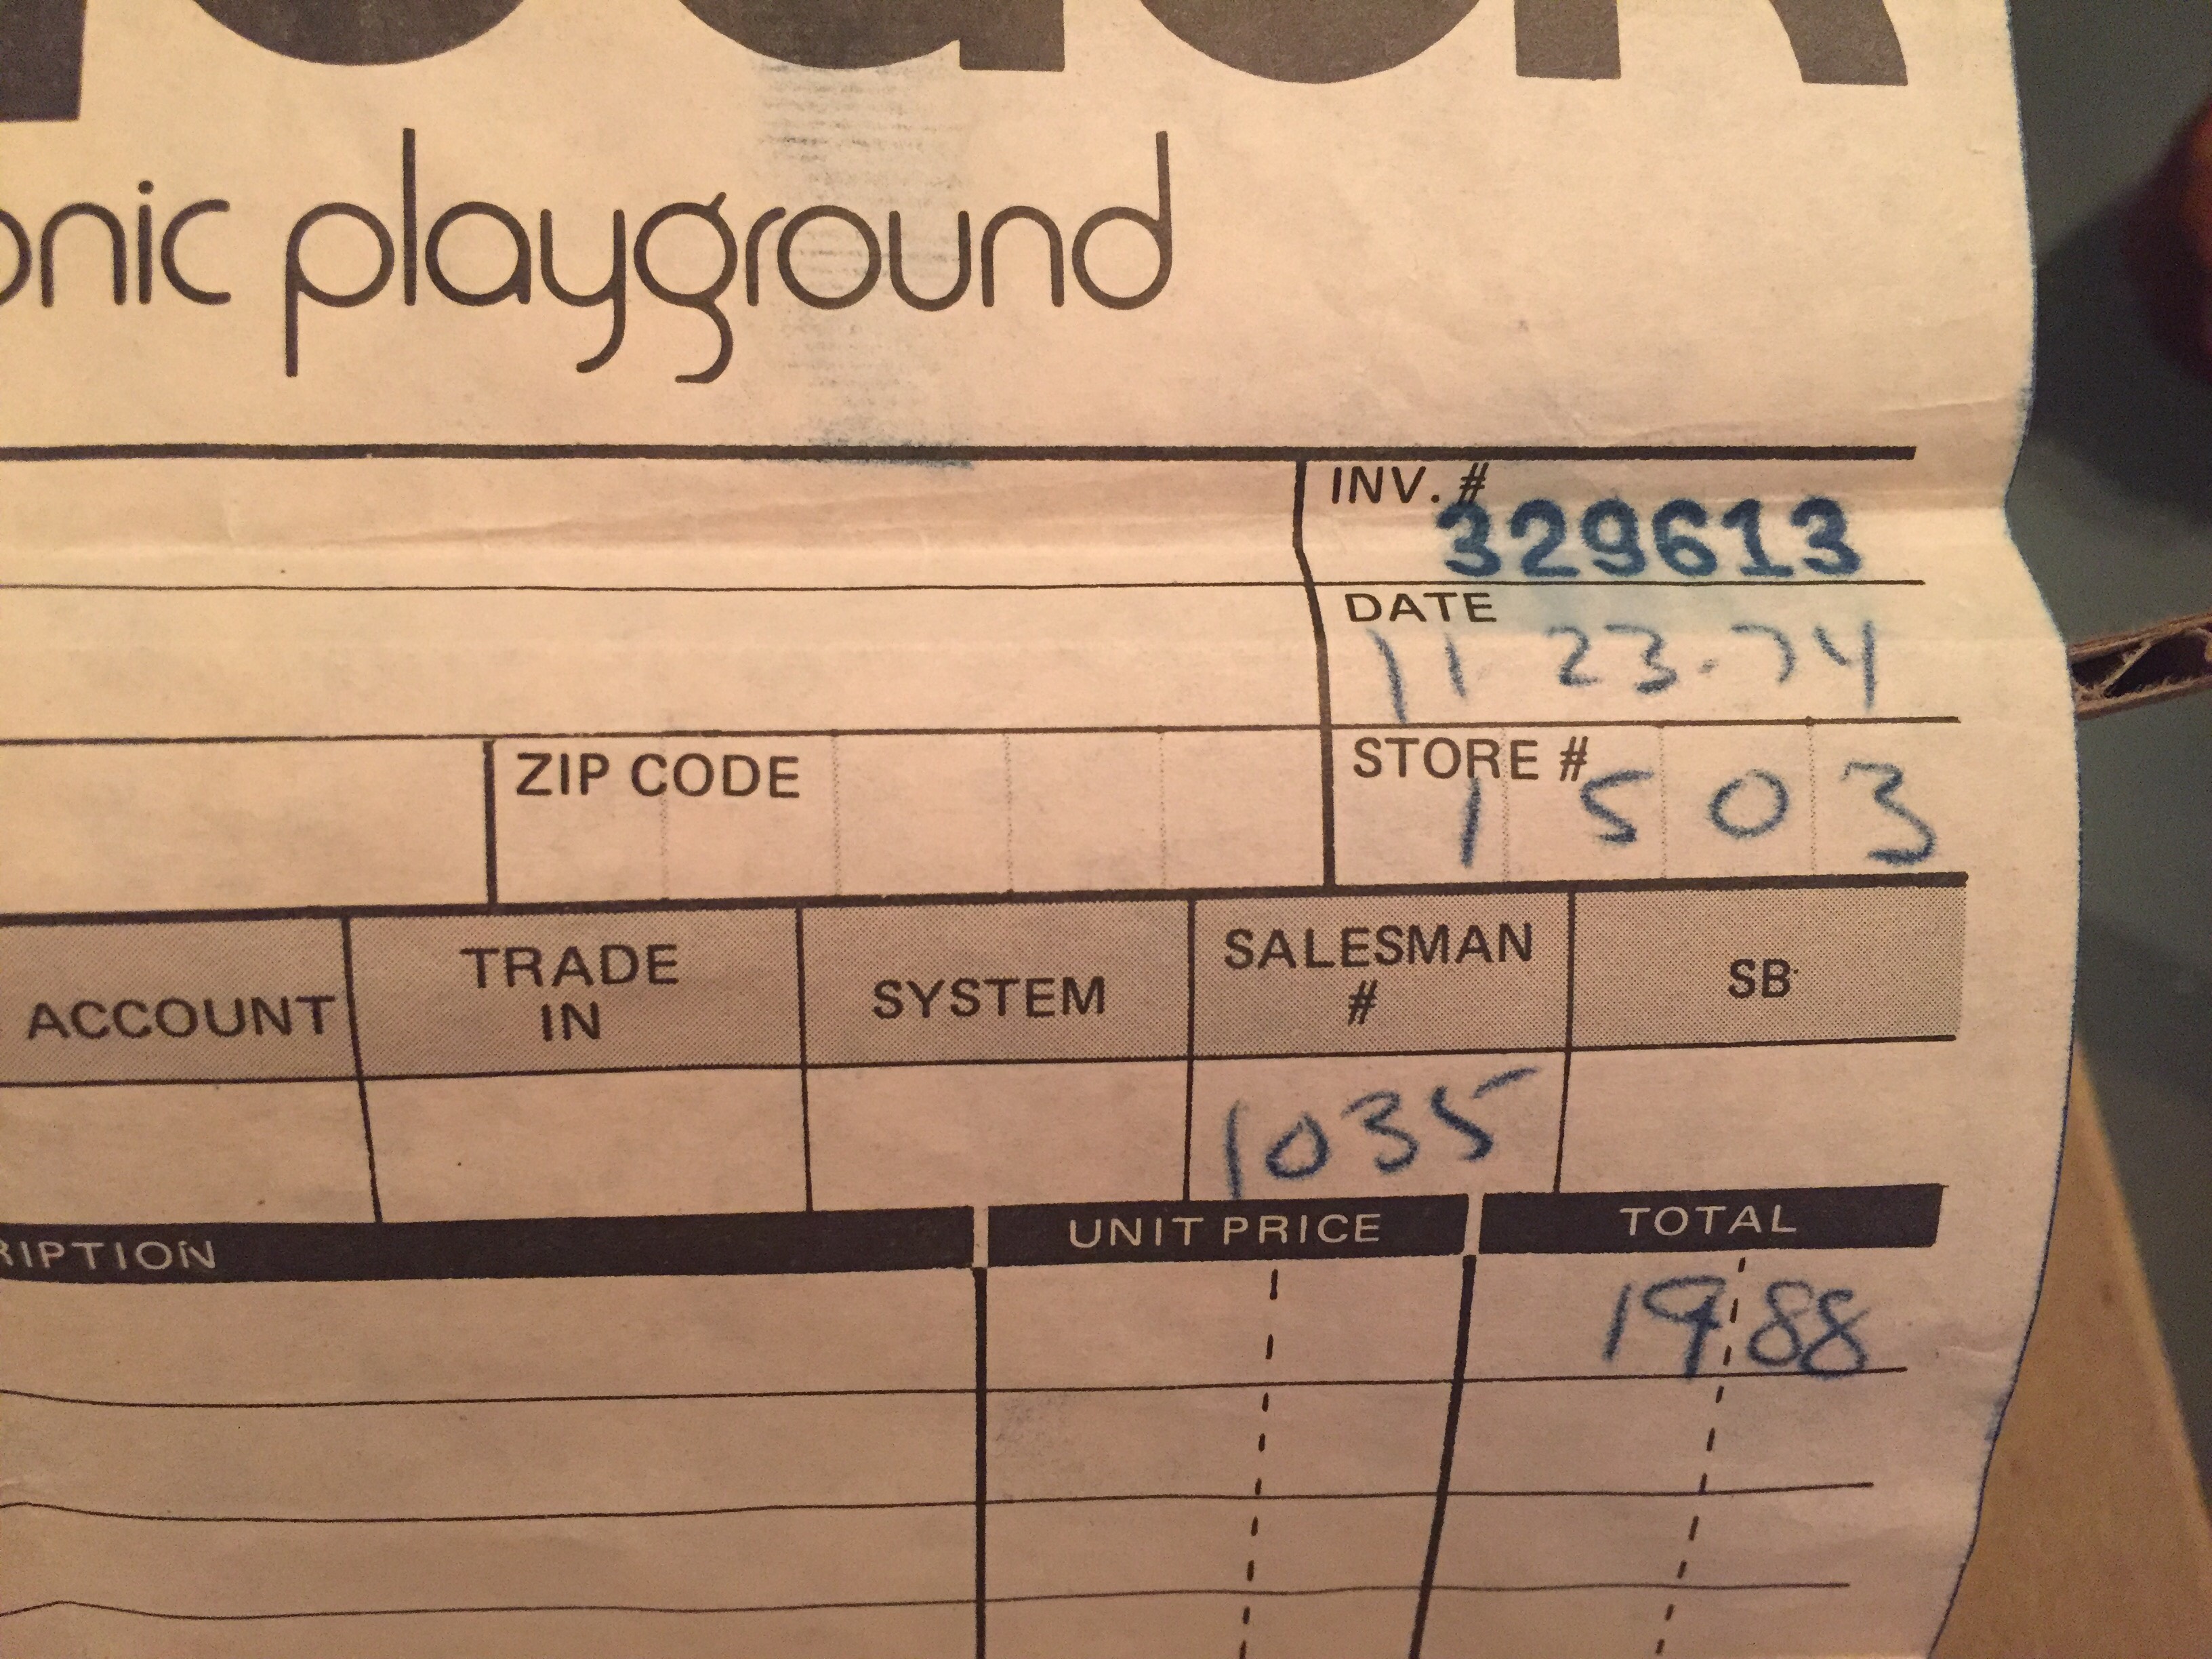 onic playground
INV. #
329613
DATE
11 23-74
ZIP CODE
STORE #
1503
ACCOUNT
TRADE IN
SYSTEM
SALESMAN #
SB
1035
RIPTION
UNIT PRICE
TOTAL
19 88